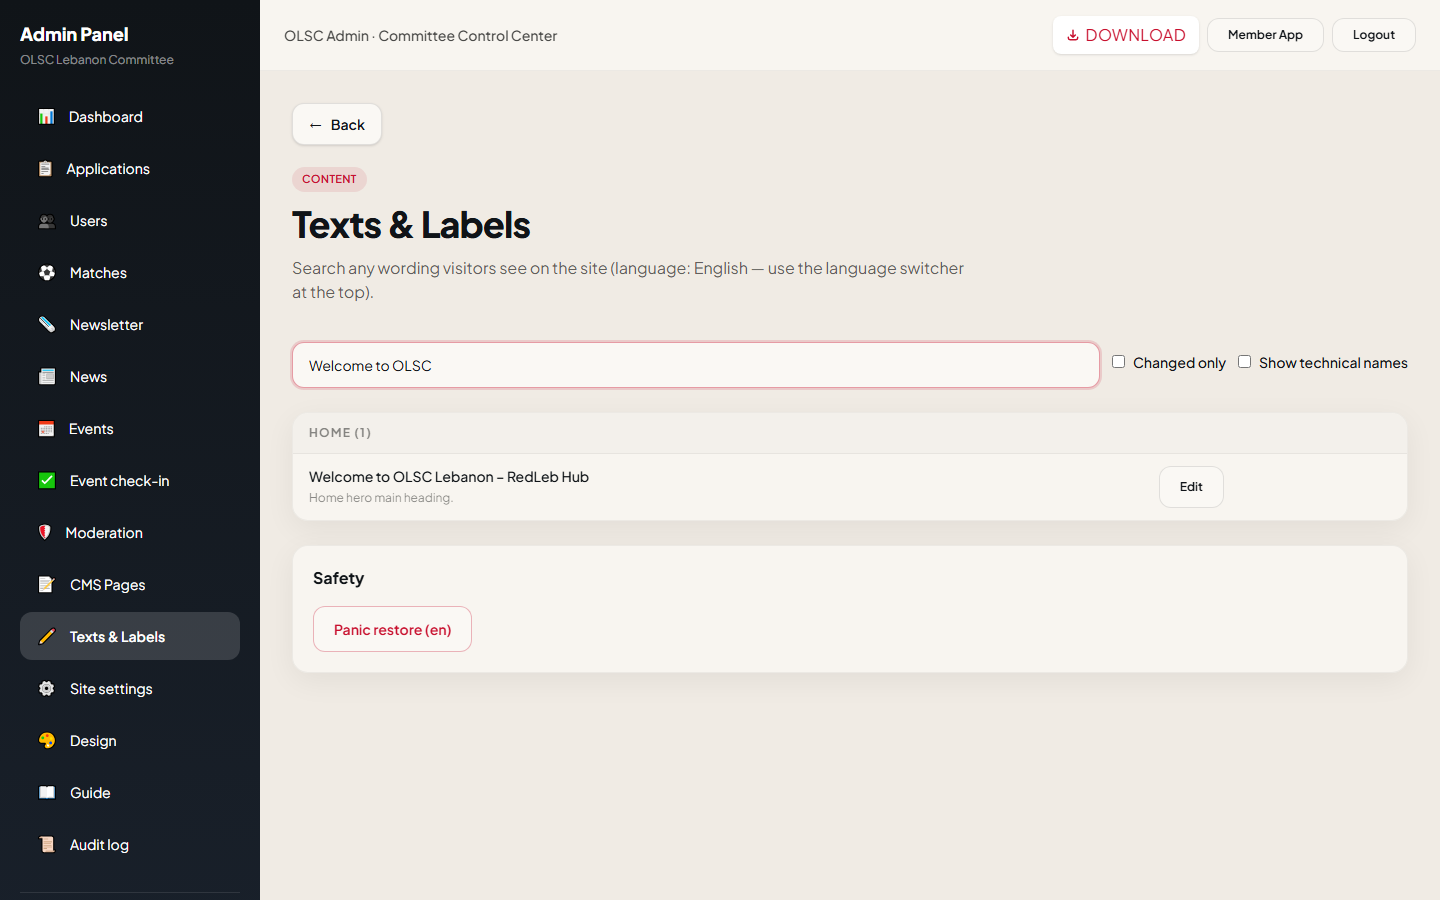 Admin Panel
OLSC Lebanon Committee
Dashboard
Applications
Users
Matches
Newsletter
News
Events
Event check-in
Moderation
CMS Pages
Texts & Labels
Site settings
Design
Guide
Audit log
OLSC Admin · Committee Control Center
DOWNLOAD
Member App
Logout
← Back
CONTENT
Texts & Labels
Search any wording visitors see on the site (language: English — use the language switcher
at the top).
Welcome to OLSC
Changed only
Show technical names
HOME (1)
Welcome to OLSC Lebanon – RedLeb Hub
Home hero main heading.
Edit
Safety
Panic restore (en)